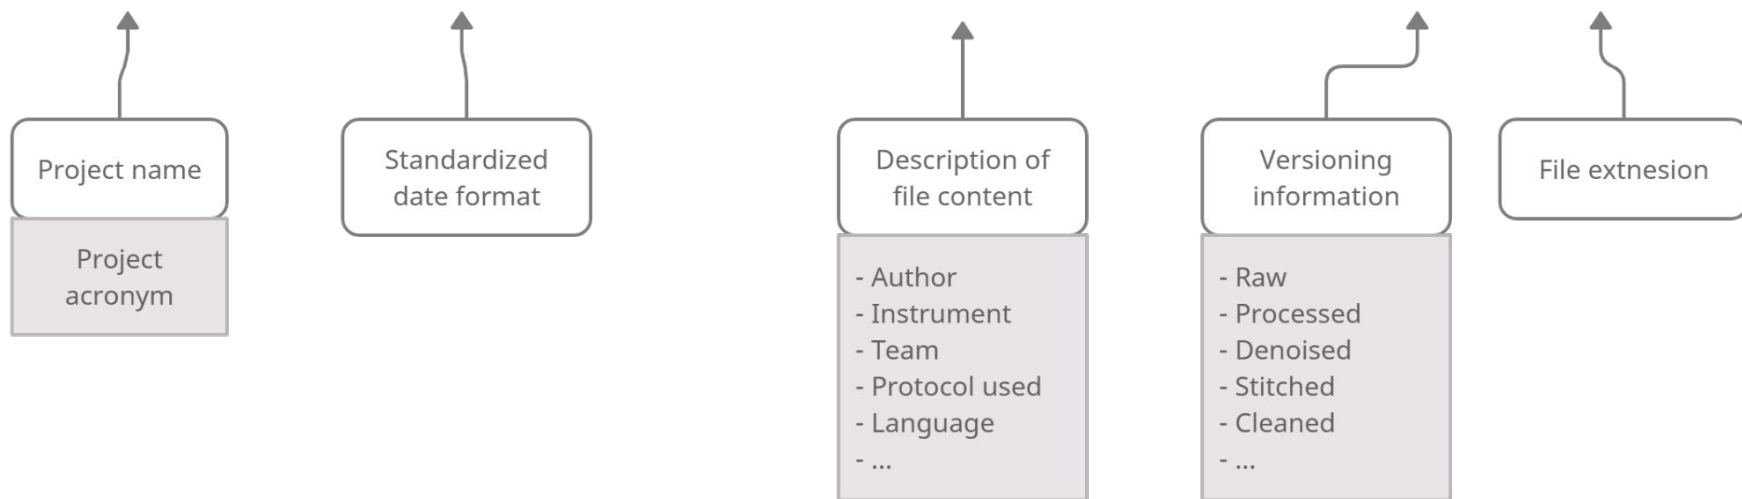 Project name
Project
acronym
Standardized
date format
Description of
file content
- Author
- Instrument
- Team
- Protocol used
- Language
- ...
Versioning
information
- Raw
- Processed
- Denoised
- Stitched
- Cleaned
- ...
File extnesion